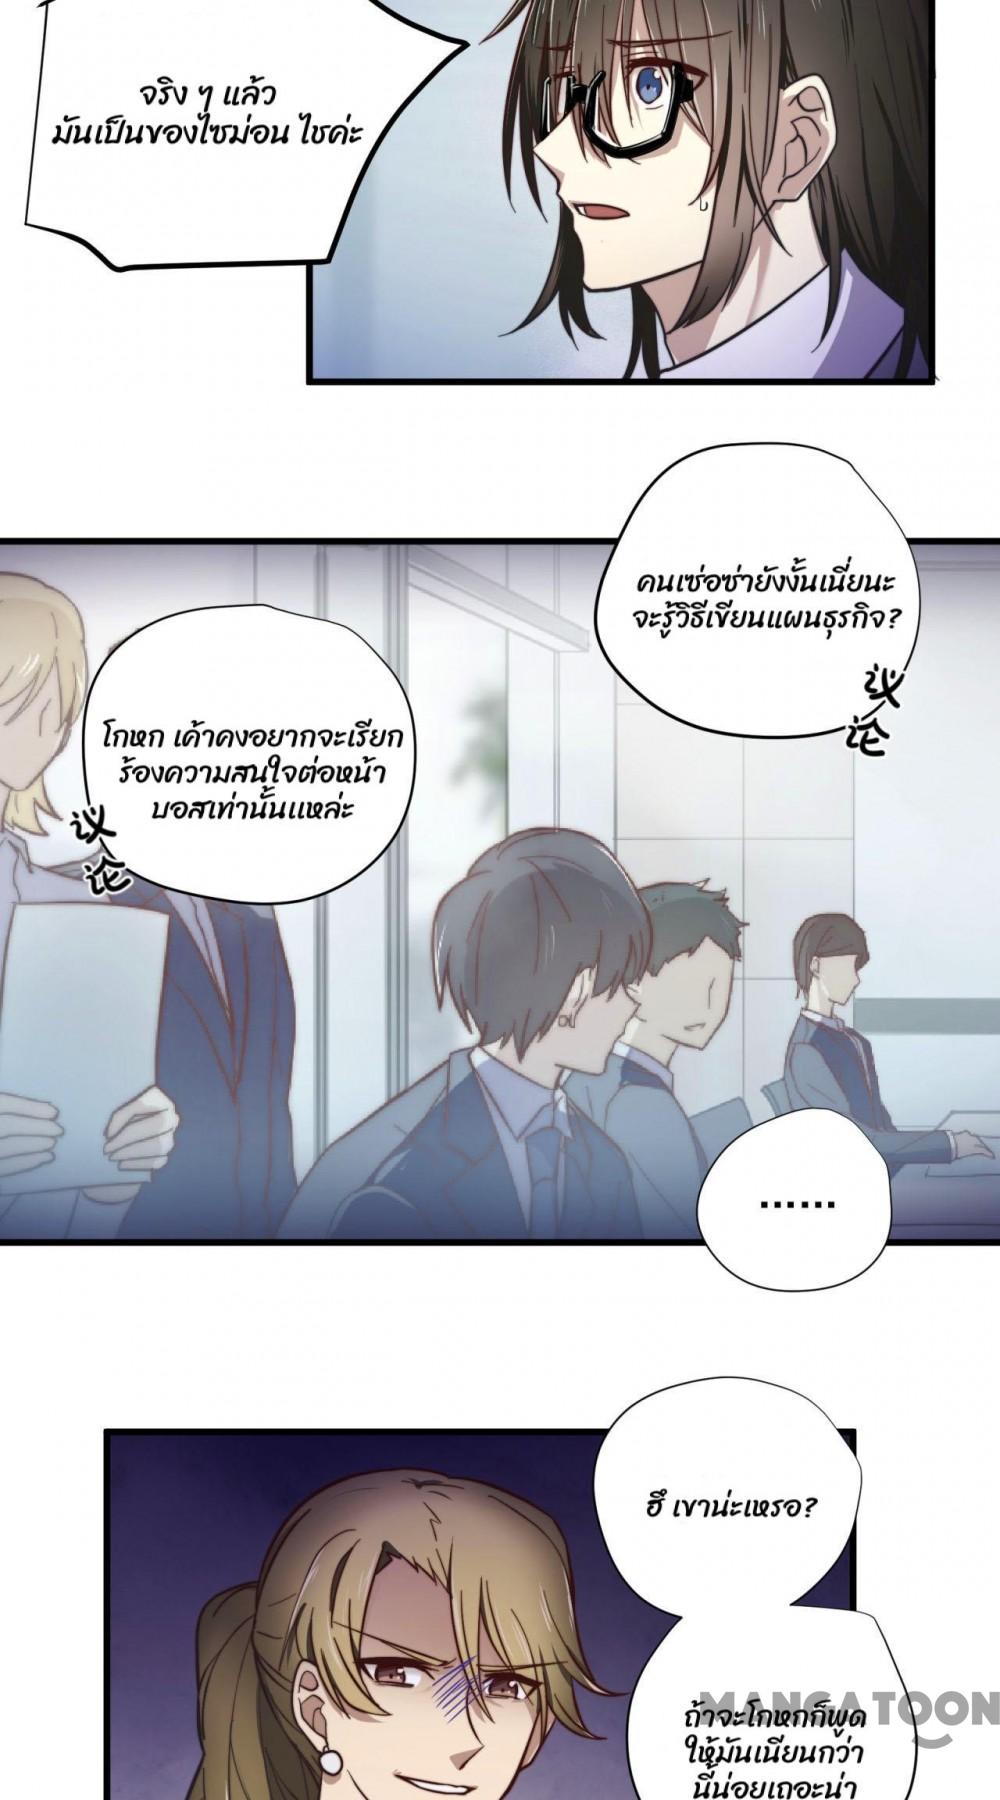 จริง ๆ แล้ว
มันเป็นของไซม่อน ไชค่ะ
คนเซ่อซ่ายังงั้นเนี่ยนะ
จะรู้วิธีเขียนแผนธุรกิจ?
议论
โกหก เค้าคงอยากจะเรียก
ร้องความสนใจต่อหน้า
บอสเท่านั้นแหล่ะ
议论
......
ฮึ เขาน่ะเหรอ?
ถ้าจะโกหกก็พูด
ให้มันเนียนกว่า
นี้น่อยเถอะน่า
MANGATOON